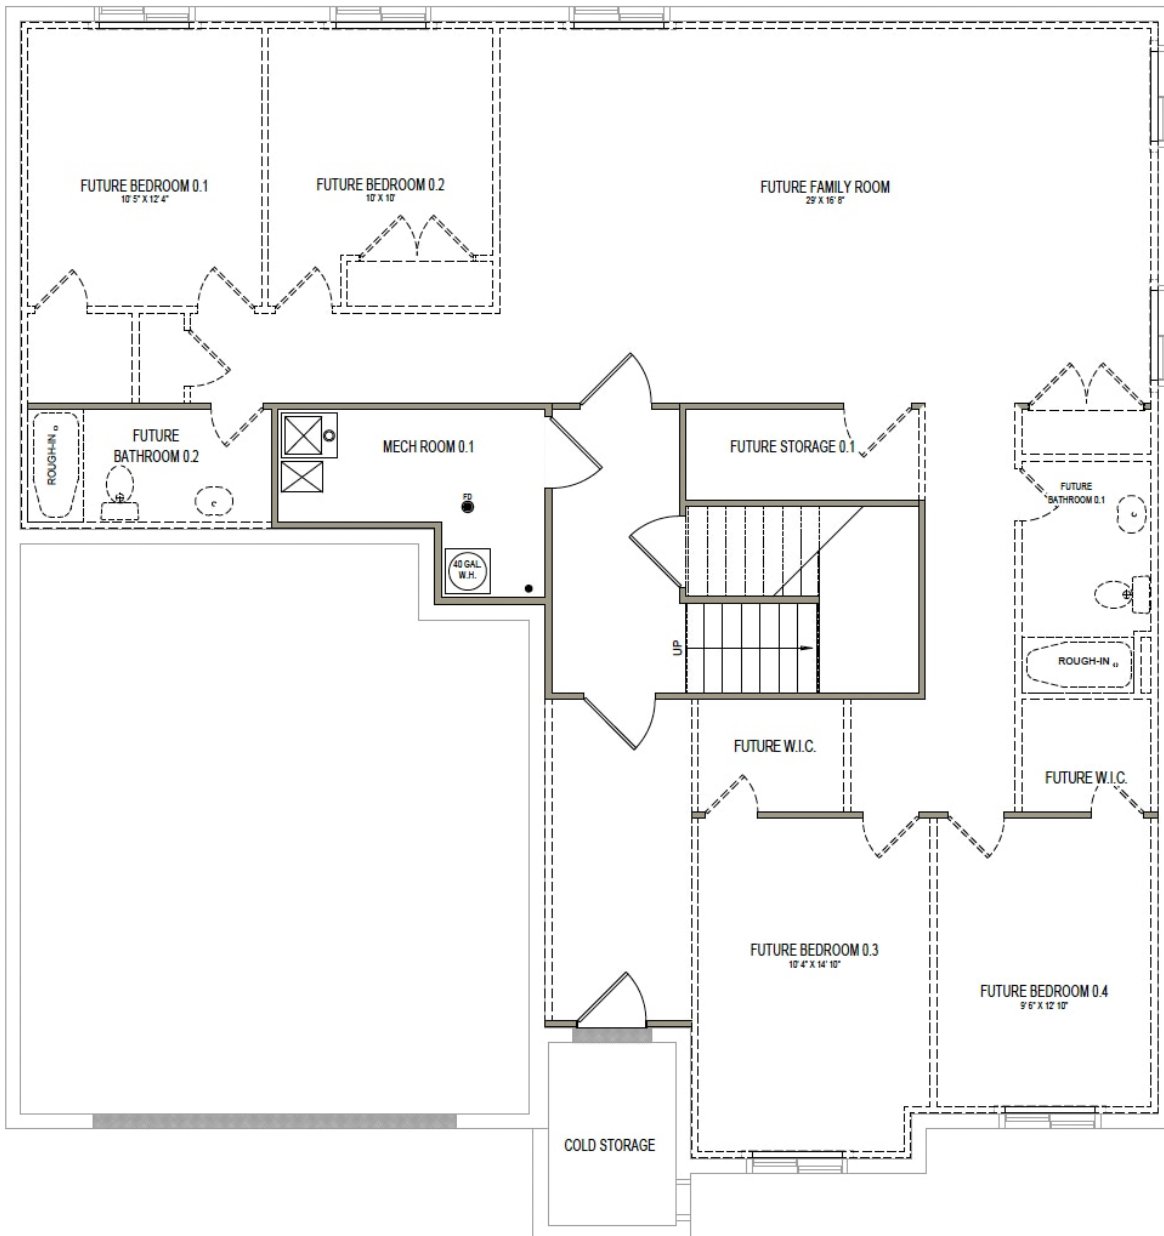 FUTURE BEDROOM 0.1
10' 5" X 12' 4"
FUTURE BEDROOM 0.2
10' X 10'
FUTURE FAMILY ROOM
29' X 16' 8"
ROUGH-IN
FUTURE
BATHROOM 0.2
MECH ROOM 0.1
FD
40 GAL.
W.H.
FUTURE STORAGE 0.1
FUTURE
BATHROOM 0.1
UP
ROUGH-IN
FUTURE W.I.C.
FUTURE W.I.C.
FUTURE BEDROOM 0.3
10' 4" X 14' 10"
FUTURE BEDROOM 0.4
9' 6" X 12' 10"
COLD STORAGE